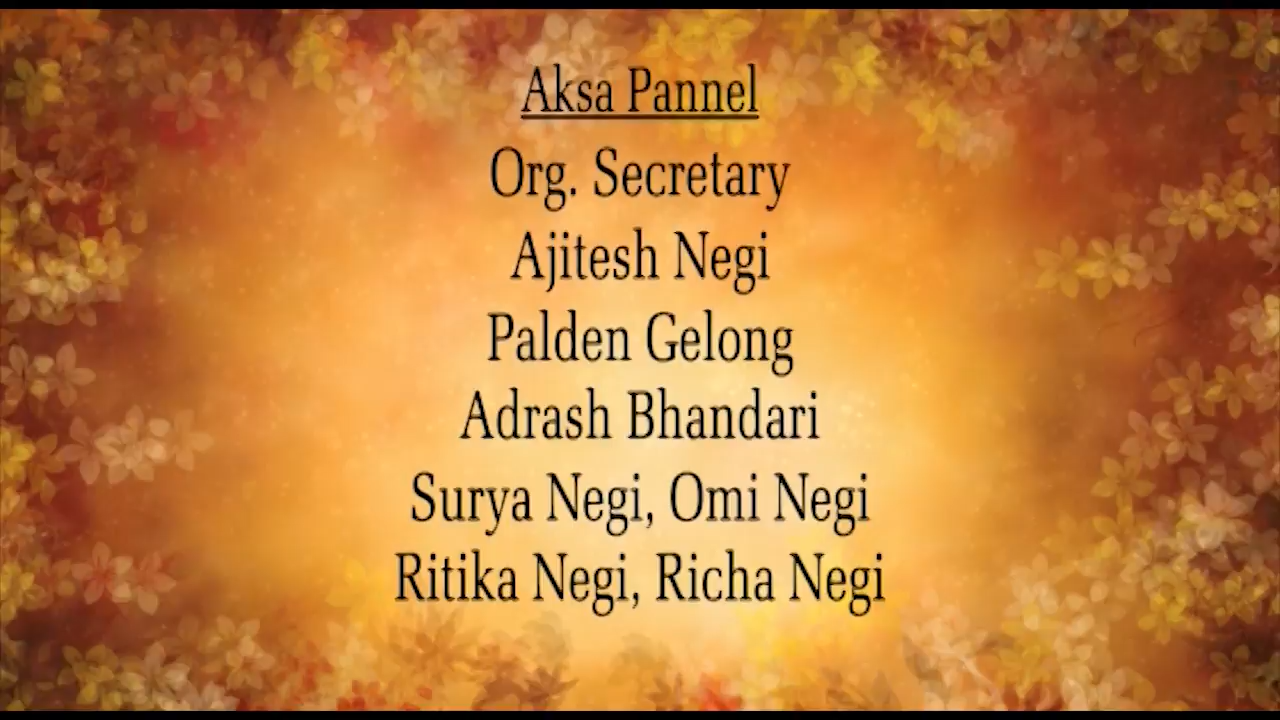 Aksa Pannel
Org. Secretary
Ajitesh Negi
Palden Gelong
Adrash Bhandari
Surya Negi, Omi Negi
Ritika Negi, Richa Negi